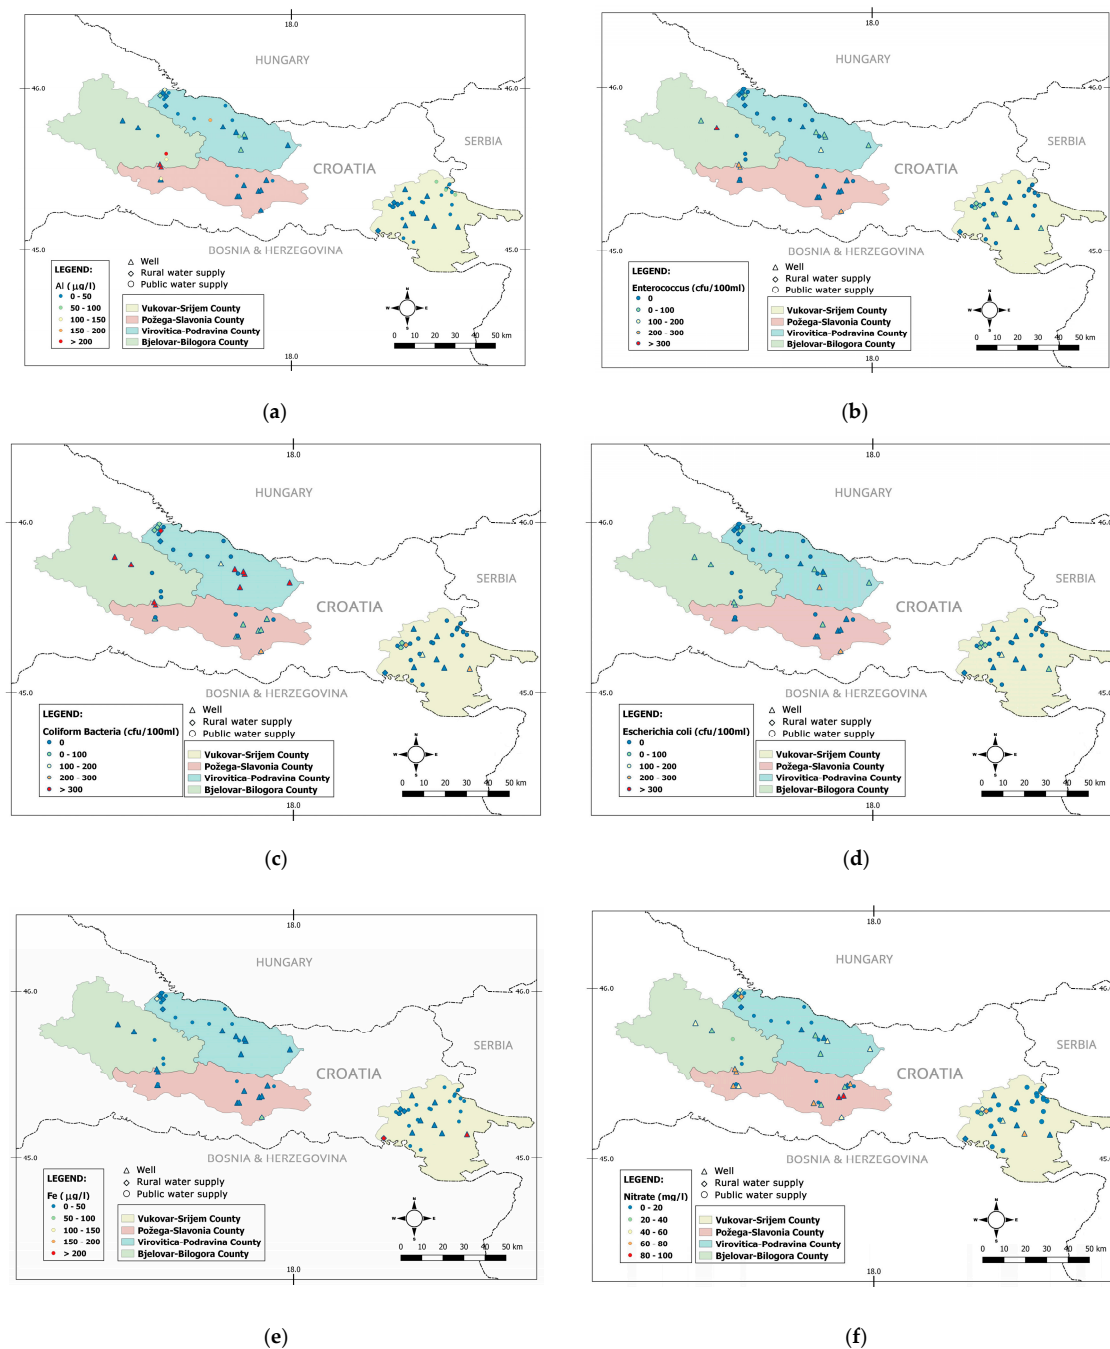 18.0
HUNGARY
46.0
46.0
SERBIA
CROATIA
BOSNIA & HERZEGOVINA
45.0
LEGEND:
Al (µg/l)
0 - 50
50 - 100
100 - 150
150 - 200
> 200
Well
Rural water supply
Public water supply
Vukovar-Srijem County
Požega-Slavonia County
Virovitica-Podravina County
Bjelovar-Bilogora County
N
W E
S
0 10 20 30 40 50 km
18.0
(a)
18.0
HUNGARY
46.0
46.0
SERBIA
CROATIA
BOSNIA & HERZEGOVINA
45.0
LEGEND:
Enterococcus (cfu/100ml)
0
0 - 100
100 - 200
200 - 300
> 300
Well
Rural water supply
Public water supply
Vukovar-Srijem County
Požega-Slavonia County
Virovitica-Podravina County
Bjelovar-Bilogora County
N
W E
S
0 10 20 30 40 50 km
18.0
(b)
18.0
HUNGARY
46.0
46.0
SERBIA
CROATIA
BOSNIA & HERZEGOVINA
45.0
LEGEND:
Coliform Bacteria (cfu/100ml)
0
0 - 100
100 - 200
200 - 300
> 300
Well
Rural water supply
Public water supply
Vukovar-Srijem County
Požega-Slavonia County
Virovitica-Podravina County
Bjelovar-Bilogora County
N
W E
S
0 10 20 30 40 50 km
18.0
(c)
18.0
HUNGARY
46.0
46.0
SERBIA
CROATIA
BOSNIA & HERZEGOVINA
45.0
LEGEND:
Escherichia coli (cfu/100ml)
0
0 - 100
100 - 200
200 - 300
> 300
Well
Rural water supply
Public water supply
Vukovar-Srijem County
Požega-Slavonia County
Virovitica-Podravina County
Bjelovar-Bilogora County
N
W E
S
0 10 20 30 40 50 km
18.0
(d)
18.0
HUNGARY
46.0
46.0
SERBIA
CROATIA
BOSNIA & HERZEGOVINA
45.0
LEGEND:
Fe (µg/l)
0 - 50
50 - 100
100 - 150
150 - 200
> 200
Well
Rural water supply
Public water supply
Vukovar-Srijem County
Požega-Slavonia County
Virovitica-Podravina County
Bjelovar-Bilogora County
N
W E
S
0 10 20 30 40 50 km
18.0
(e)
18.0
HUNGARY
46.0
46.0
SERBIA
CROATIA
BOSNIA & HERZEGOVINA
45.0
LEGEND:
Nitrate (mg/l)
0 - 20
20 - 40
40 - 60
60 - 80
80 - 100
Well
Rural water supply
Public water supply
Vukovar-Srijem County
Požega-Slavonia County
Virovitica-Podravina County
Bjelovar-Bilogora County
N
W E
S
0 10 20 30 40 50 km
18.0
(f)